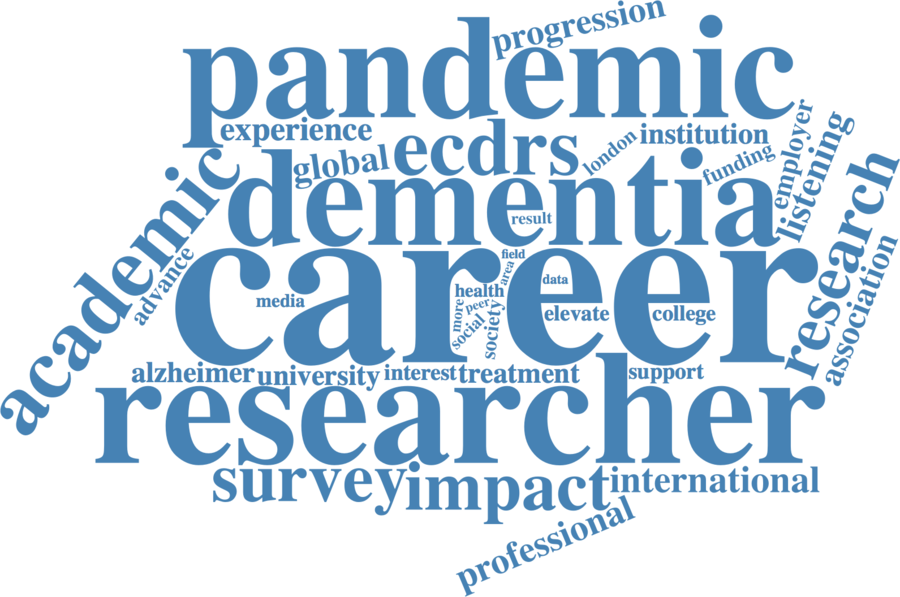 progression
pandemic
experience
ecdrs
london
institution
employer
global
funding
listening
academic
dementia
result
research
advance
career
field
area
data
media
health
more
peer
social
society
elevate
college
association
alzheimer
university
interest
treatment
support
researcher
survey
impact
international
professional